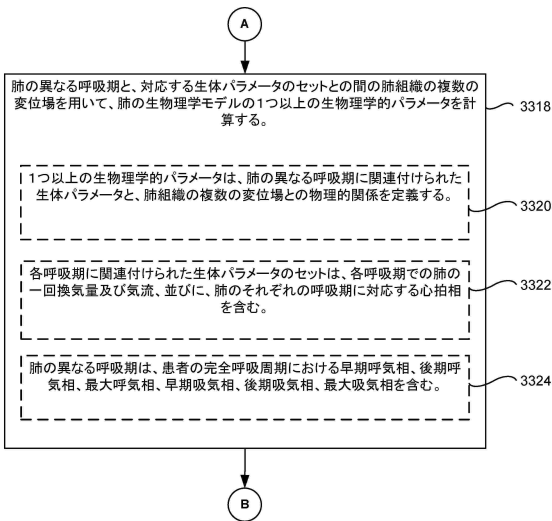 A
肺の異なる呼吸期と、対応する生体パラメータのセットとの間の肺組織の複数の
変位場を用いて、肺の生物物理学モデルの1つ以上の生物物理学的パラメータを計
算する。
3318
1つ以上の生物物理学的パラメータは、肺の異なる呼吸期に関連付けられた
生体パラメータと、肺組織の複数の変位場との物理的関係を定義する。
3320
各呼吸期に関連付けられた生体パラメータのセットは、各呼吸期での肺の
一回換気量及び気流、並びに、肺のそれぞれの呼吸期に対応する心拍相
を含む。
3322
肺の異なる呼吸期は、患者の完全呼吸周期における早期呼気相、後期呼
気相、最大呼気相、早期吸気相、後期吸気相、最大吸気相を含む。
3324
B